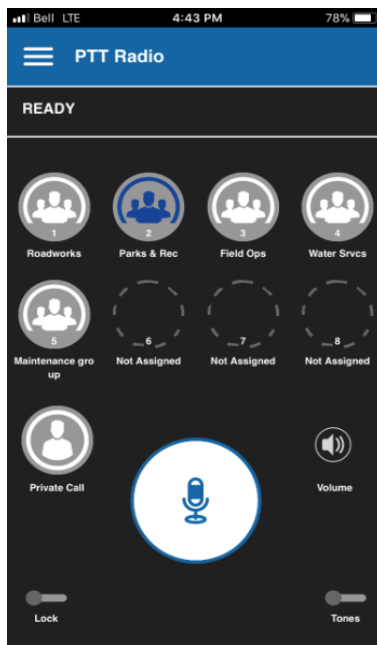 Bell LTE 4:43 PM 78%
PTT Radio
READY
1 2 3 4
Roadworks Parks & Rec Field Ops Water Srvcs
5 6 7 8
Maintenance gro Not Assigned Not Assigned Not Assigned
up
Private Call Volume
Lock Tones